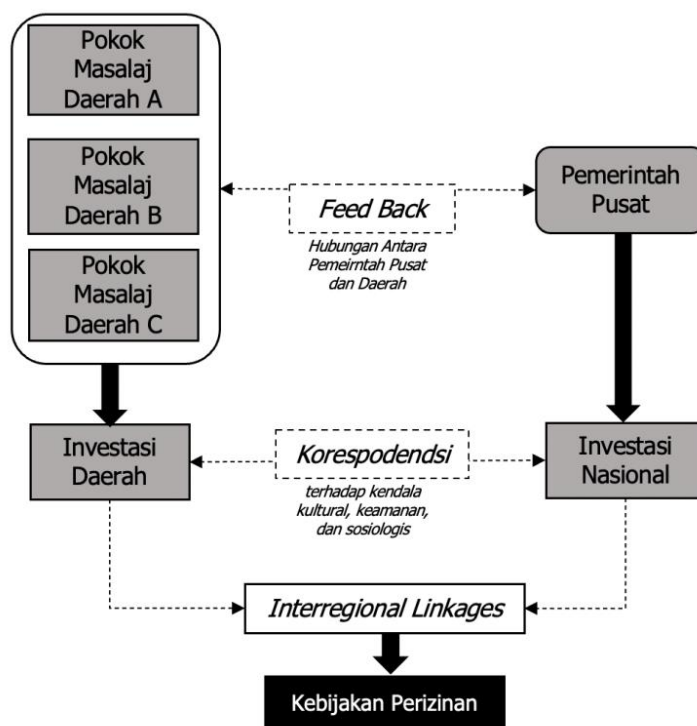 Pokok
Masalaj
Daerah A
Pokok
Masalaj
Daerah B
Pokok
Masalaj
Daerah C
Feed Back
Hubungan Antara
Pemeirntah Pusat
dan Daerah
Pemerintah
Pusat
Investasi
Daerah
Korespodendsi
terhadap kendala
kultural, keamanan,
dan sosiologis
Investasi
Nasional
Interregional Linkages
Kebijakan Perizinan